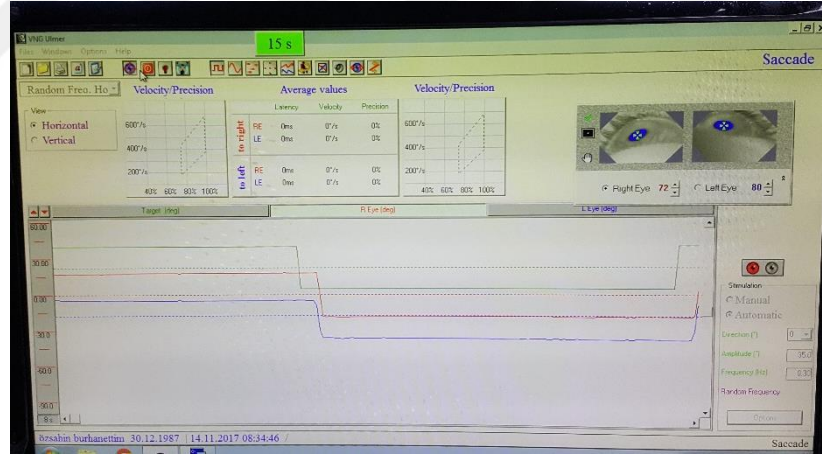 VNG Ulmer
Files Windows Options Help
15 s
Saccade
Random Freq. Ho
Velocity/Precision
Average values
Velocity/Precision
View
Horizontal
Vertical
600°/s
400°/s
200°/s
40% 60% 80% 100%
Latency Velocity Precision
to right
RE 0ms 0°/s 0%
LE 0ms 0°/s 0%
to left
RE 0ms 0°/s 0%
LE 0ms 0°/s 0%
600°/s
400°/s
200°/s
40% 60% 80% 100%
Right Eye 72
Left Eye 80
Target (deg)
R.Eye (deg)
L.Eye (deg)
60.00
30.00
0.00
30.0
60.0
90.0
8 s
Stimulation
Manual
Automatic
Direction (°) 0
Amplitude (°) 35.0
Frequency (Hz) 0.30
Random Frequency
Options
özsahin burhanettim 30.12.1987 14.11.2017 08:34:46 /
Saccade